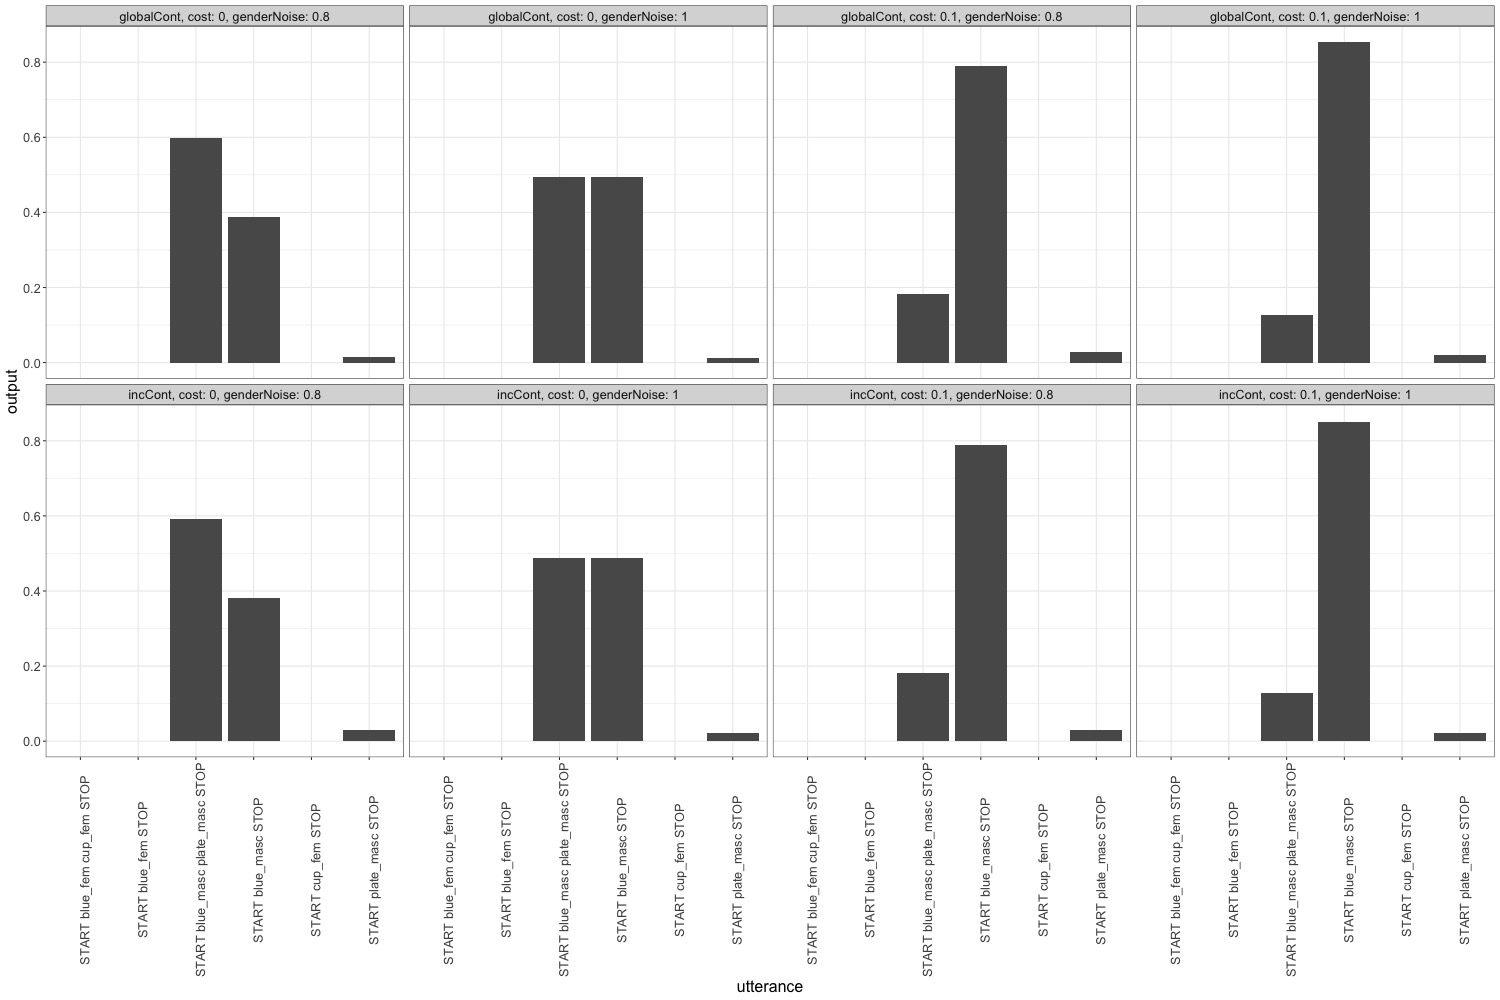 globalCont, cost: 0, genderNoise: 0.8
globalCont, cost: 0, genderNoise: 1
globalCont, cost: 0.1, genderNoise: 0.8
globalCont, cost: 0.1, genderNoise: 1
0.8
0.6
0.4
0.2
0.0
output
incCont, cost: 0, genderNoise: 0.8
incCont, cost: 0, genderNoise: 1
incCont, cost: 0.1, genderNoise: 0.8
incCont, cost: 0.1, genderNoise: 1
0.8
0.6
0.4
0.2
0.0
START blue_fem cup_fem STOP
START blue_fem STOP
START blue_masc plate_masc STOP
START blue_masc STOP
START cup_fem STOP
START plate_masc STOP
START blue_fem cup_fem STOP
START blue_fem STOP
START blue_masc plate_masc STOP
START blue_masc STOP
START cup_fem STOP
START plate_masc STOP
START blue_fem cup_fem STOP
START blue_fem STOP
START blue_masc plate_masc STOP
START blue_masc STOP
START cup_fem STOP
START plate_masc STOP
START blue_fem cup_fem STOP
START blue_fem STOP
START blue_masc plate_masc STOP
START blue_masc STOP
START cup_fem STOP
START plate_masc STOP
utterance